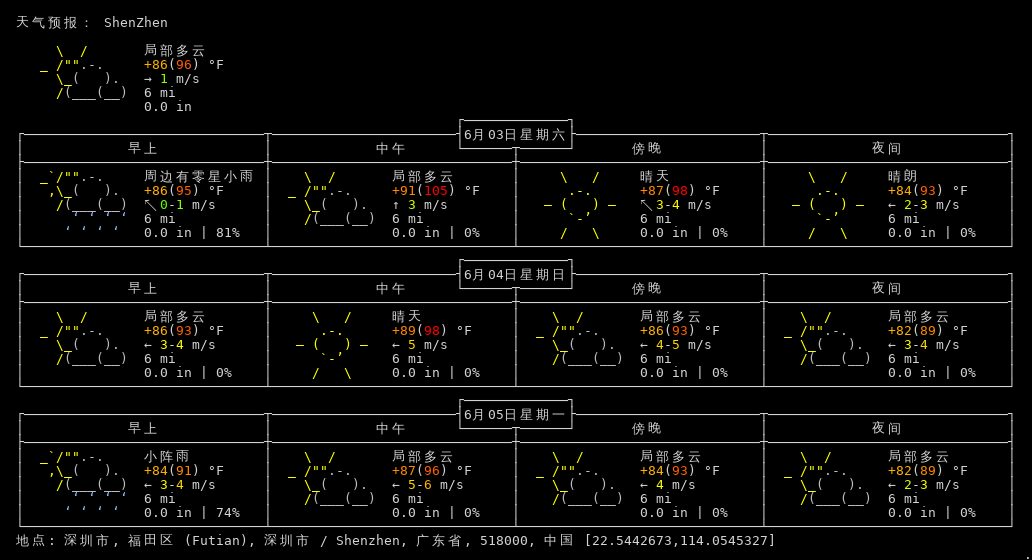 天气预报： ShenZhen
局部多云
+86(96) °F
→ 1 m/s
6 mi
0.0 in
6月03日星期六
早上 中午 傍晚 夜间
周边有零星小雨 局部多云 晴天 晴朗
+86(95) °F +91(105) °F +87(98) °F +84(93) °F
↖ 0-1 m/s ↑ 3 m/s ↖ 3-4 m/s ← 2-3 m/s
6 mi 6 mi 6 mi 6 mi
0.0 in | 81% 0.0 in | 0% 0.0 in | 0% 0.0 in | 0%
6月04日星期日
早上 中午 傍晚 夜间
局部多云 晴天 局部多云 局部多云
+86(93) °F +89(98) °F +86(93) °F +82(89) °F
← 3-4 m/s ← 5 m/s ← 4-5 m/s ← 3-4 m/s
6 mi 6 mi 6 mi 6 mi
0.0 in | 0% 0.0 in | 0% 0.0 in | 0% 0.0 in | 0%
6月05日星期一
早上 中午 傍晚 夜间
小阵雨 局部多云 局部多云 局部多云
+84(91) °F +87(96) °F +84(93) °F +82(89) °F
← 3-4 m/s ← 5-6 m/s ← 4 m/s ← 2-3 m/s
6 mi 6 mi 6 mi 6 mi
0.0 in | 74% 0.0 in | 0% 0.0 in | 0% 0.0 in | 0%
地点: 深圳市, 福田区 (Futian), 深圳市 / Shenzhen, 广东省, 518000, 中国 [22.5442673,114.0545327]